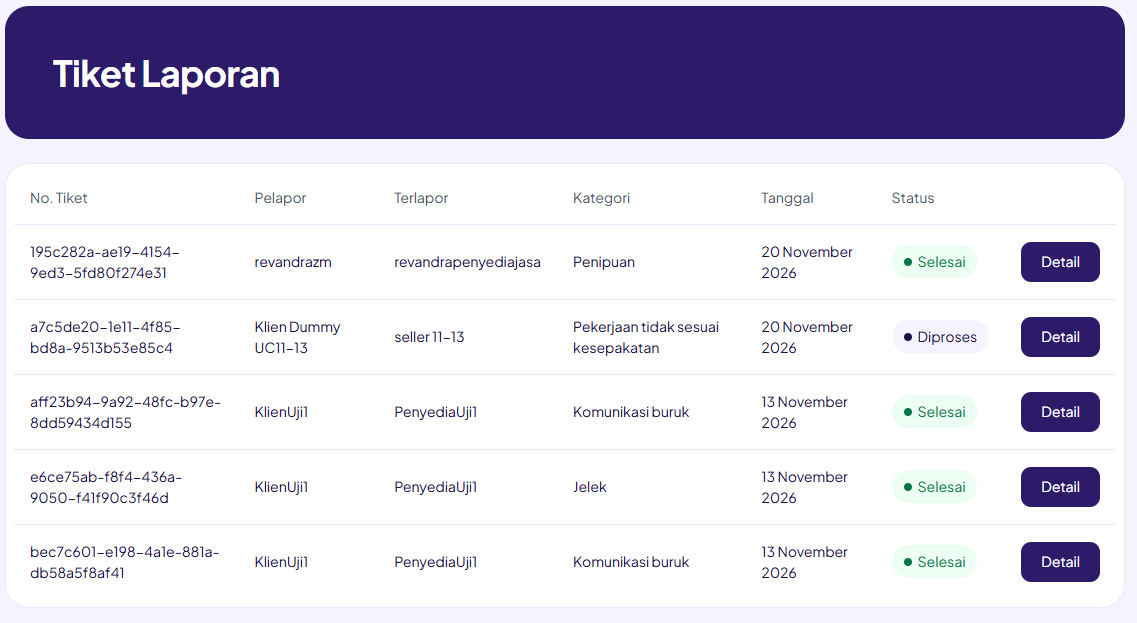 Tiket Laporan
No. Tiket Pelapor Terlapor Kategori Tanggal Status
195c282a-ae19-4154-
9ed3-5fd80f274e31
revandrazm
revandrapenyediajasa
Penipuan
20 November
2026
Selesai
Detail
a7c5de20-1e11-4f85-
bd8a-9513b53e85c4
Klien Dummy
UC11-13
seller 11-13
Pekerjaan tidak sesuai
kesepakatan
20 November
2026
Diproses
Detail
aff23b94-9a92-48fc-b97e-
8dd59434d155
KlienUji1
PenyediaUji1
Komunikasi buruk
13 November
2026
Selesai
Detail
e6ce75ab-f8f4-436a-
9050-f41f90c3f46d
KlienUji1
PenyediaUji1
Jelek
13 November
2026
Selesai
Detail
bec7c601-e198-4a1e-881a-
db58a5f8af41
KlienUji1
PenyediaUji1
Komunikasi buruk
13 November
2026
Selesai
Detail